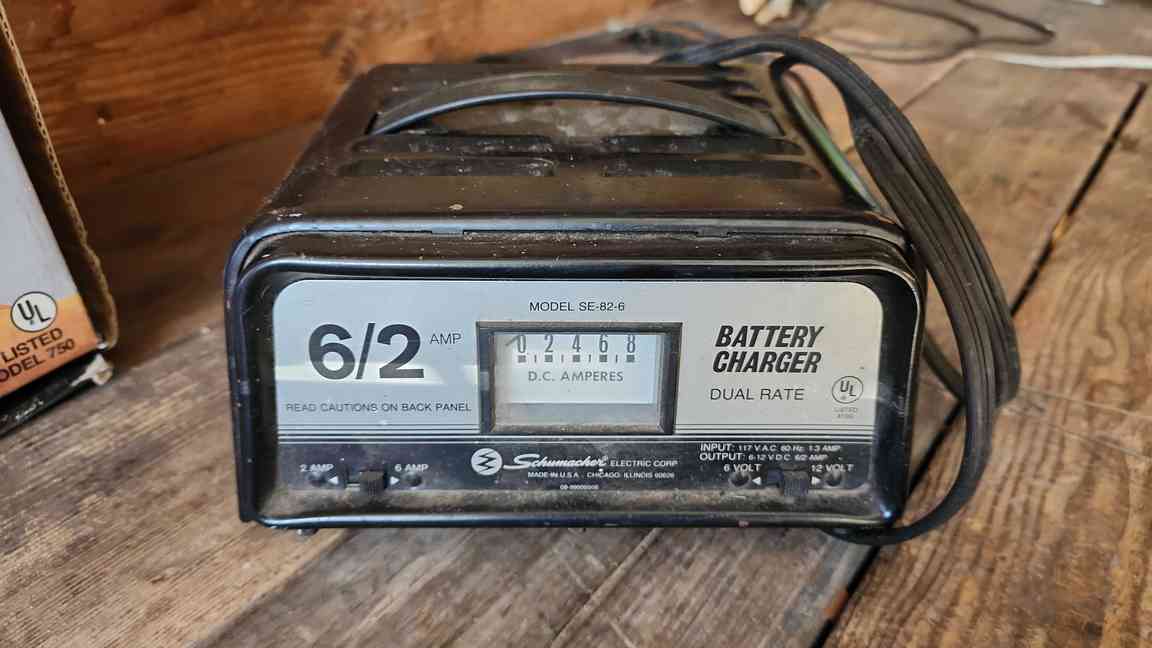 MODEL SE-82-6
6/2 AMP
0 2 4 6 8
D.C. AMPERES
BATTERY
CHARGER
DUAL RATE
UL
LISTED
READ CAUTIONS ON BACK PANEL
INPUT: 117 V.A.C. 60 Hz. 1.3 AMP
OUTPUT: 6-12 V.D.C. 6/2 AMP
2 AMP 6 AMP
Schumacher ELECTRIC CORP
MADE IN U.S.A. CHICAGO, ILLINOIS
6 VOLT 12 VOLT
UL
LISTED
ODEL 750